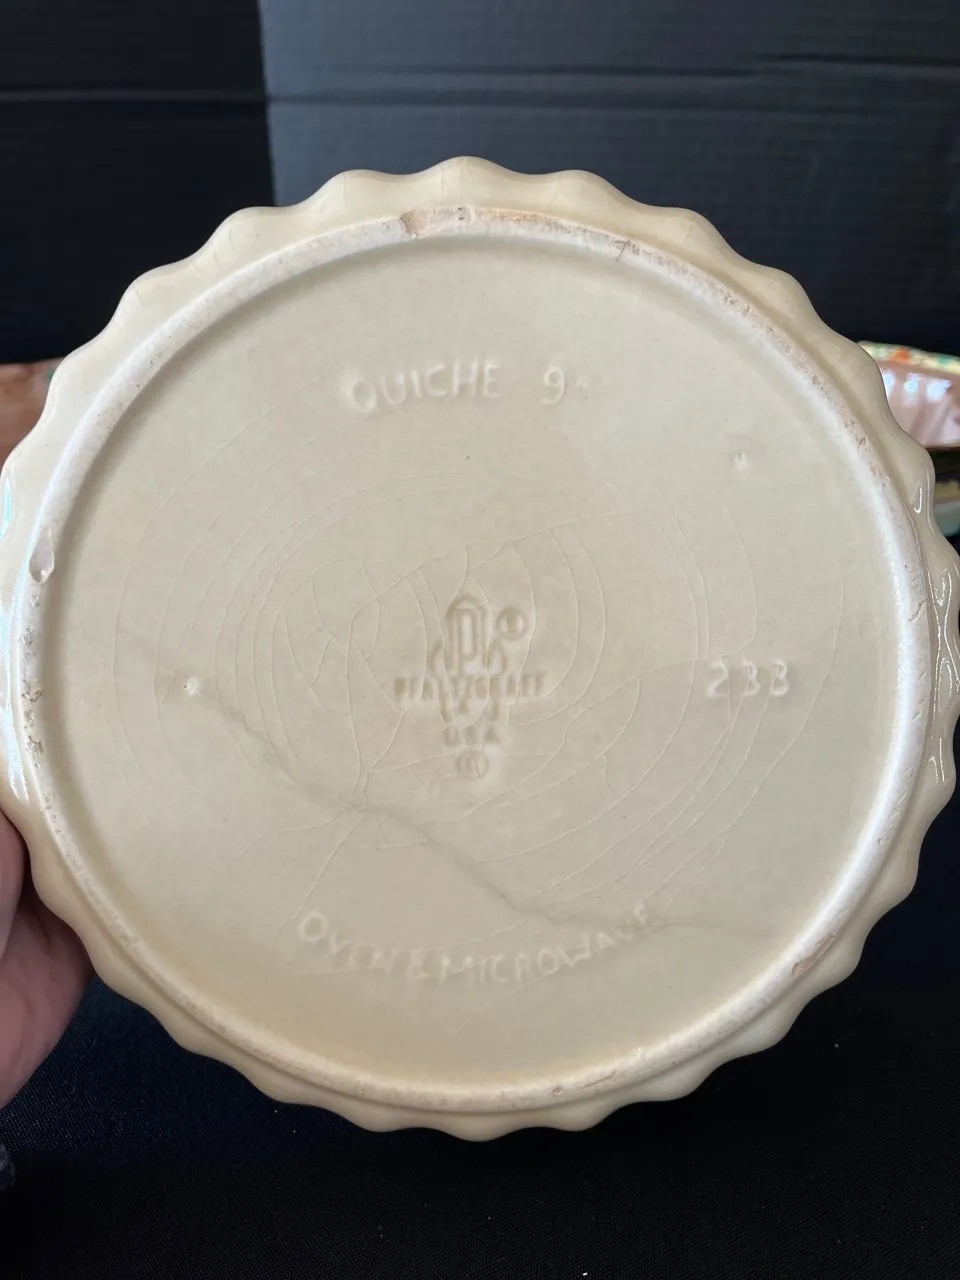 QUICHE 9"
P
PFALTZGRAFF
USA
233
OVEN & MICROWAVE